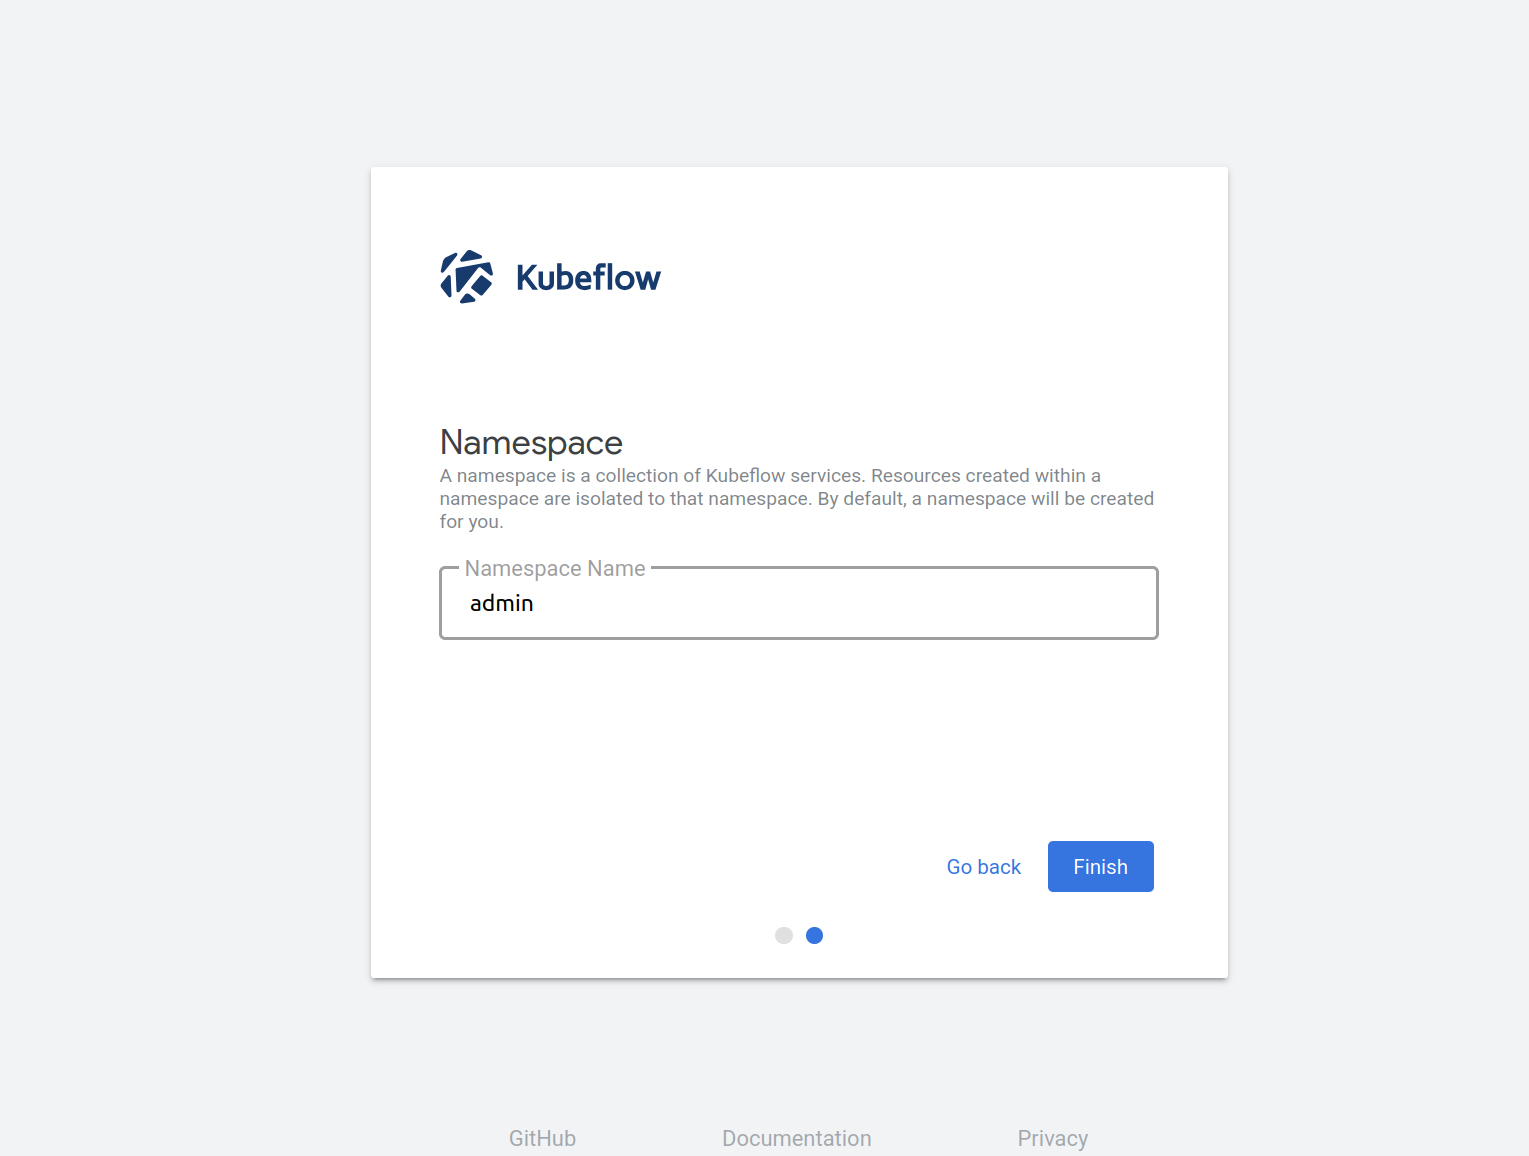 Kubeflow
Namespace
A namespace is a collection of Kubeflow services. Resources created within a
namespace are isolated to that namespace. By default, a namespace will be created
for you.
Namespace Name
admin
Go back
Finish
GitHub
Documentation
Privacy